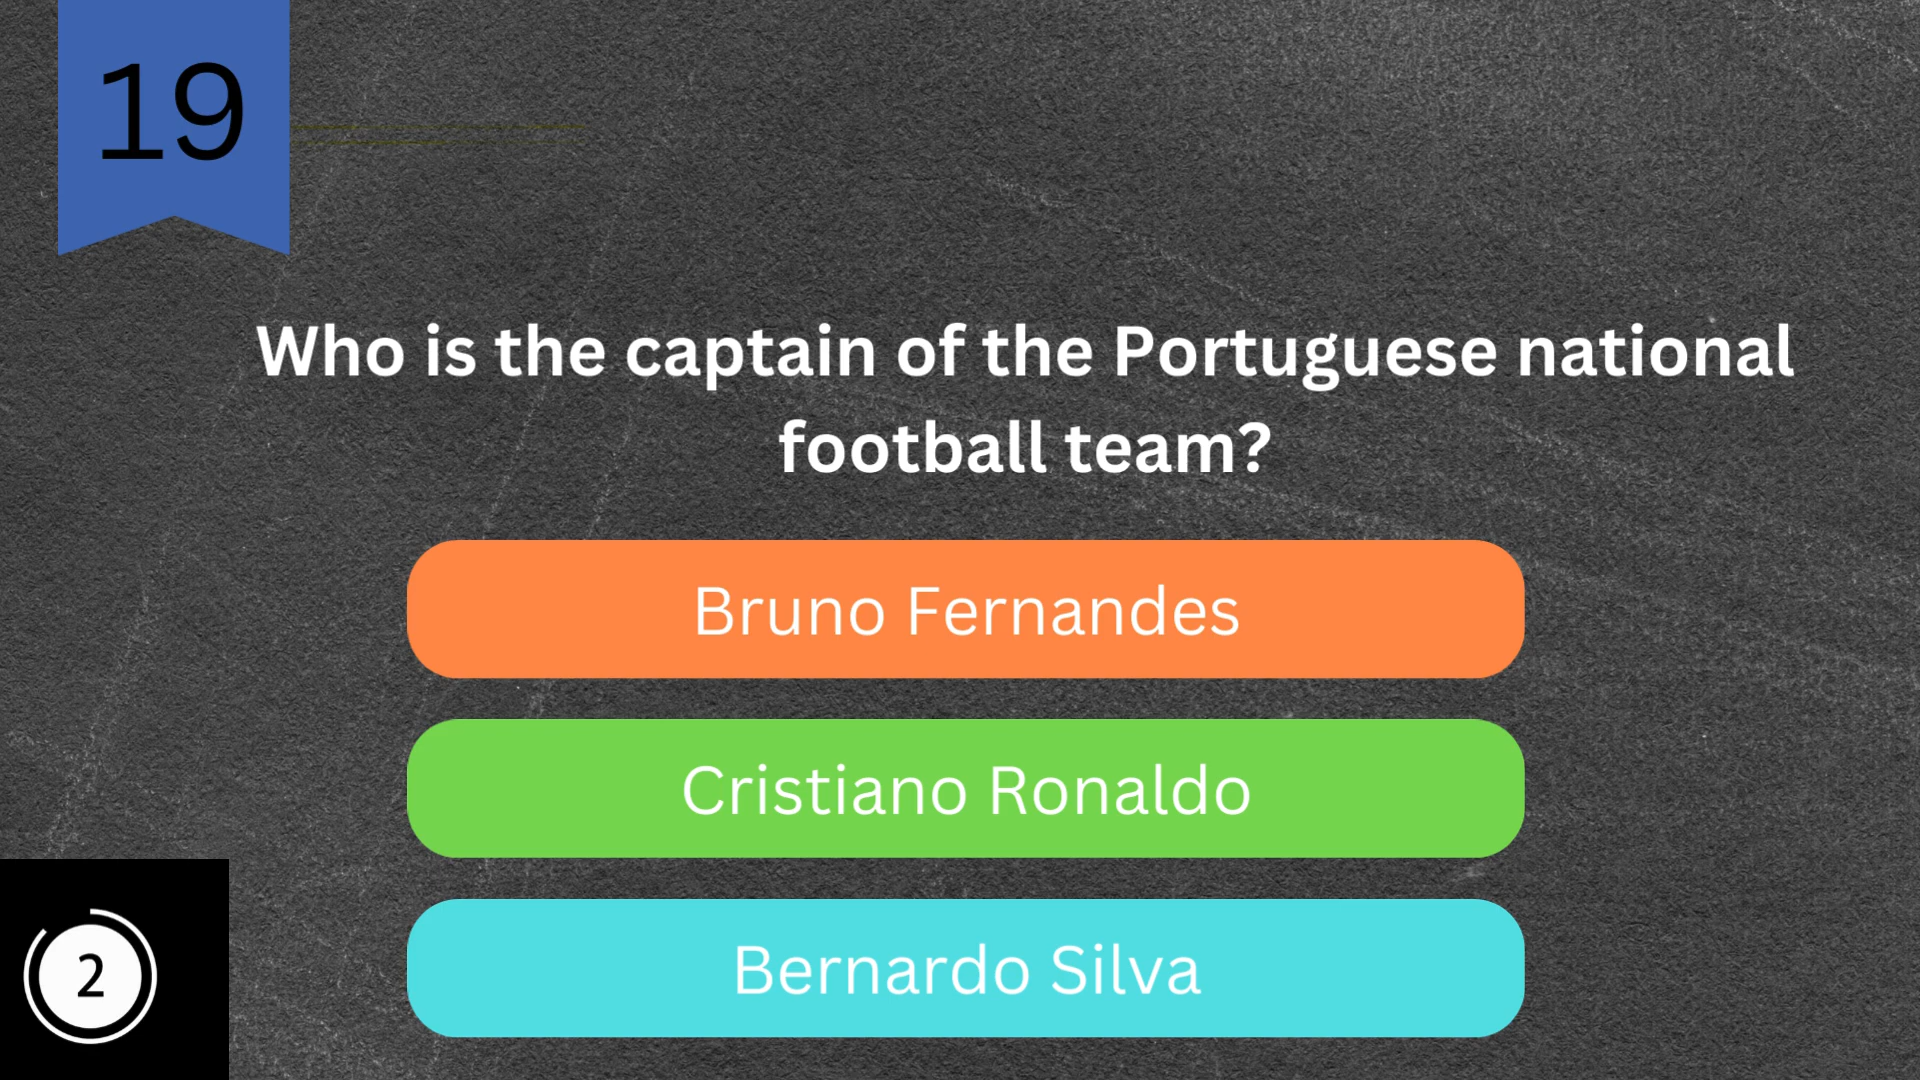 19
Who is the captain of the Portuguese national
football team?
Bruno Fernandes
Cristiano Ronaldo
Bernardo Silva
2